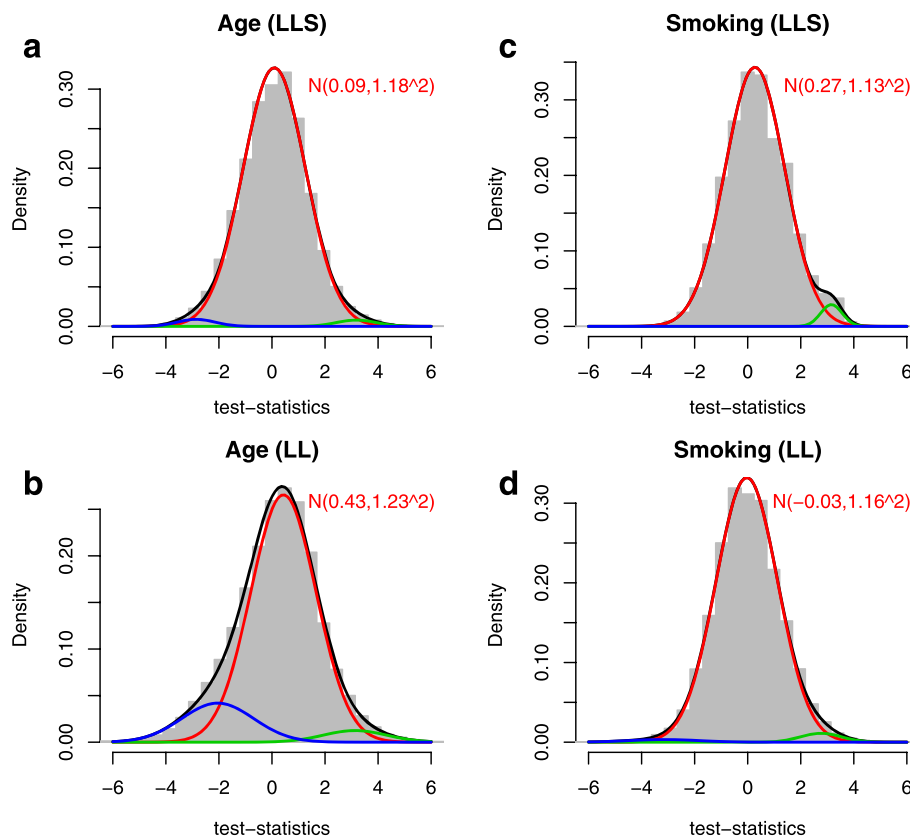 a
Age (LLS)
N(0.09,1.18^2)
Density
0.00 0.10 0.20 0.30
−6 −4 −2 0 2 4 6
test−statistics
c
Smoking (LLS)
N(0.27,1.13^2)
Density
0.00 0.10 0.20 0.30
−6 −4 −2 0 2 4 6
test−statistics
b
Age (LL)
N(0.43,1.23^2)
Density
0.00 0.10 0.20
−6 −4 −2 0 2 4 6
test−statistics
d
Smoking (LL)
N(−0.03,1.16^2)
Density
0.00 0.10 0.20 0.30
−6 −4 −2 0 2 4 6
test−statistics